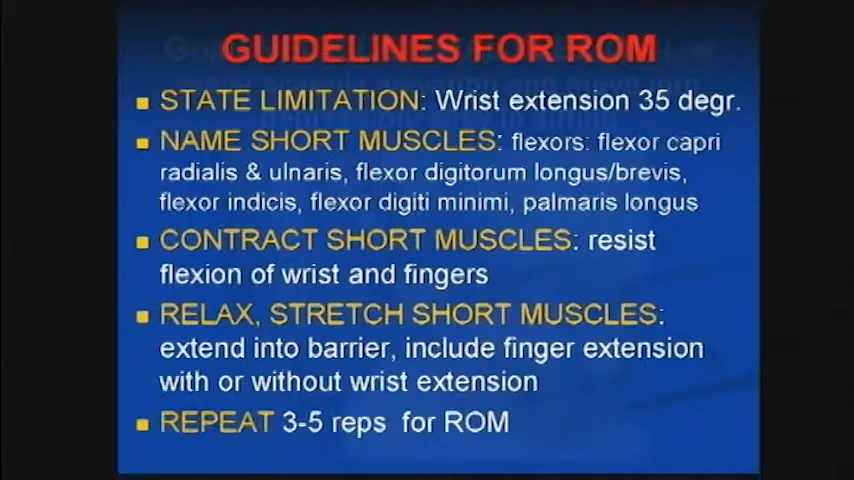 GUIDELINES FOR ROM
STATE LIMITATION: Wrist extension 35 degr.
NAME SHORT MUSCLES: flexors: flexor capri
radialis & ulnaris, flexor digitorum longus/brevis,
flexor indicis, flexor digiti minimi, palmaris longus
CONTRACT SHORT MUSCLES: resist
flexion of wrist and fingers
RELAX, STRETCH SHORT MUSCLES:
extend into barrier, include finger extension
with or without wrist extension
REPEAT 3-5 reps for ROM